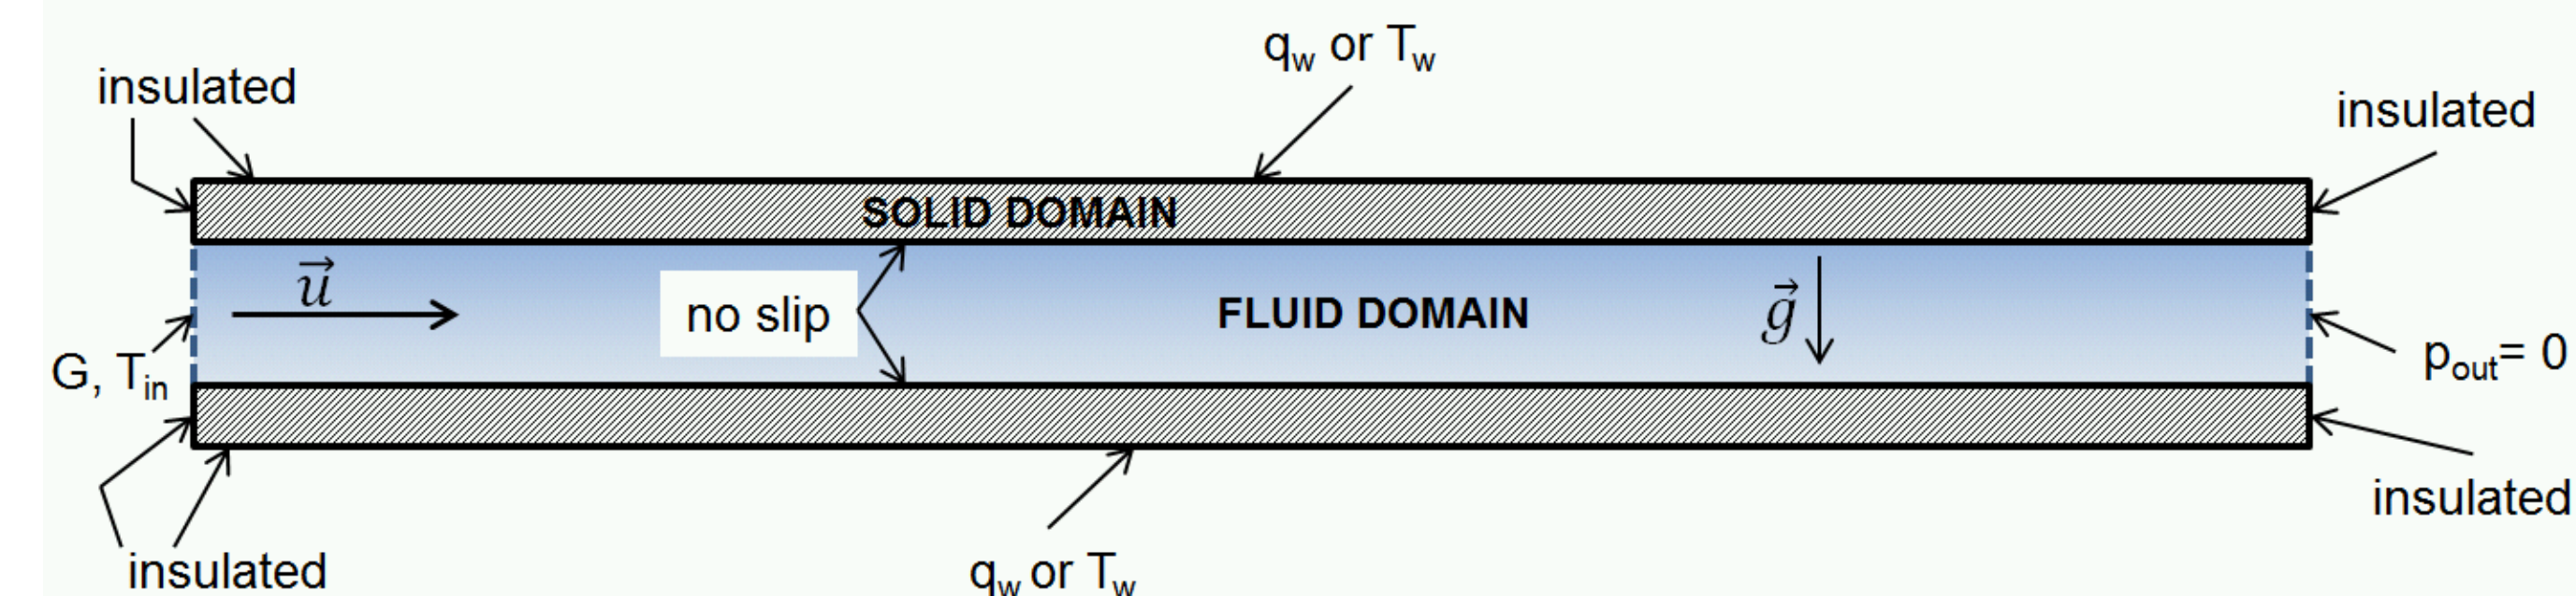 q_w or T_w
insulated
insulated
SOLID DOMAIN
u⃗
no slip
FLUID DOMAIN
g⃗
G, T_in
p_out= 0
insulated
insulated
q_w or T_w